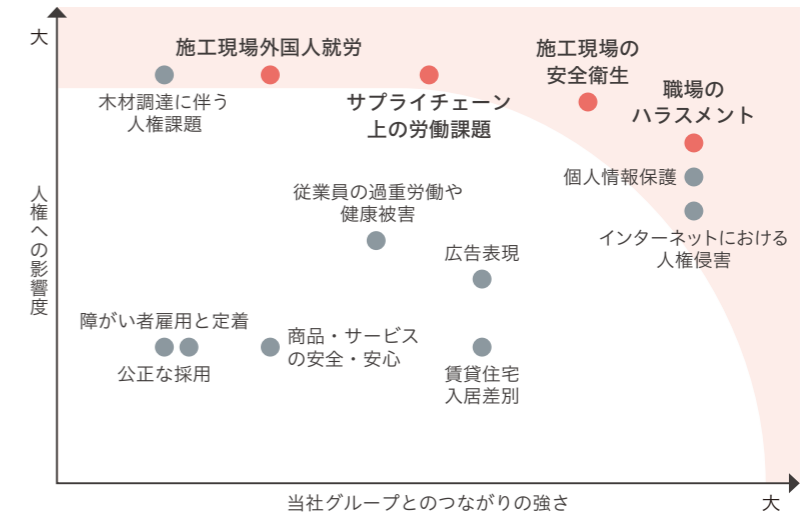 大
施工現場外国人就労
木材調達に伴う
人権課題
サプライチェーン
上の労働課題
施工現場の
安全衛生
職場の
ハラスメント
個人情報保護
インターネットにおける
人権侵害
従業員の過重労働や
健康被害
広告表現
障がい者雇用と定着
公正な採用
商品・サービス
の安全・安心
賃貸住宅
入居差別
人権への影響度
当社グループとのつながりの強さ
大